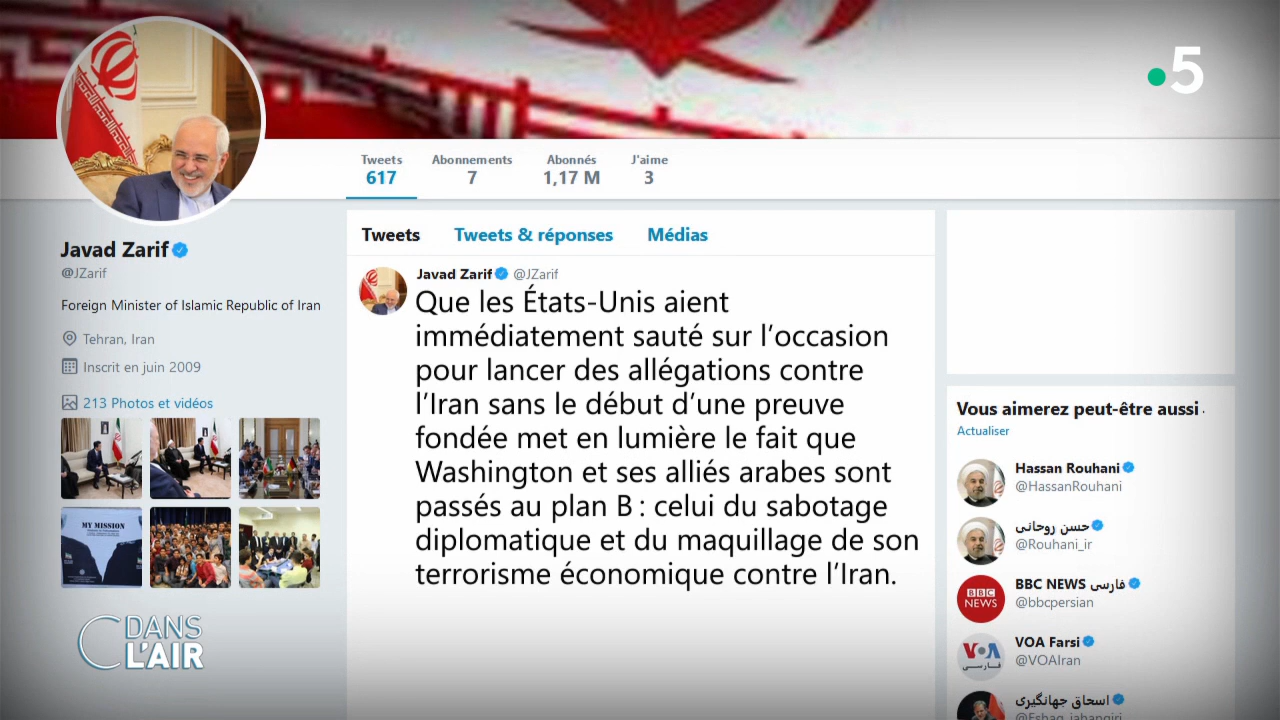 5
Tweets
617
Abonnements
7
Abonnés
1,17 M
J'aime
3
Javad Zarif
@JZarif
Foreign Minister of Islamic Republic of Iran
Tehran, Iran
Inscrit en juin 2009
213 Photos et vidéos
MY MISSION
C DANS
L'AIR
Tweets
Tweets & réponses
Médias
Javad Zarif @JZarif
Que les États-Unis aient
immédiatement sauté sur l'occasion
pour lancer des allégations contre
l'Iran sans le début d'une preuve
fondée met en lumière le fait que
Washington et ses alliés arabes sont
passés au plan B : celui du sabotage
diplomatique et du maquillage de son
terrorisme économique contre l'Iran.
Vous aimerez peut-être aussi
Actualiser
Hassan Rouhani
@HassanRouhani
حسن روحانی
@Rouhani_ir
BBC NEWS
BBC NEWS فارسی
@bbcpersian
VOA
فارسی
VOA Farsi
@VOAIran
اسحاق جهانگیری
@Eshaq_jahangiri